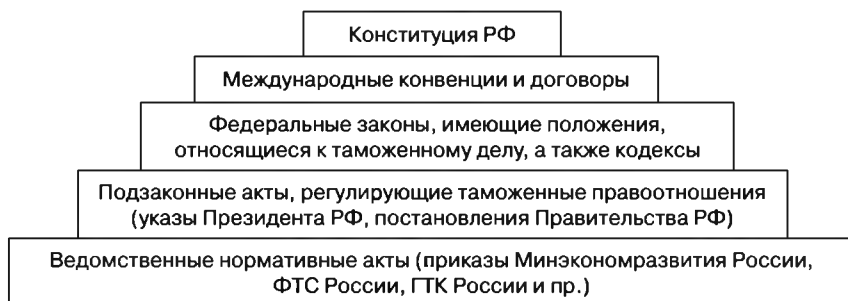 Конституция РФ
Международные конвенции и договоры
Федеральные законы, имеющие положения,
относящиеся к таможенному делу, а также кодексы
Подзаконные акты, регулирующие таможенные правоотношения
(указы Президента РФ, постановления Правительства РФ)
Ведомственные нормативные акты (приказы Минэкономразвития России,
ФТС России, ГТК России и пр.)